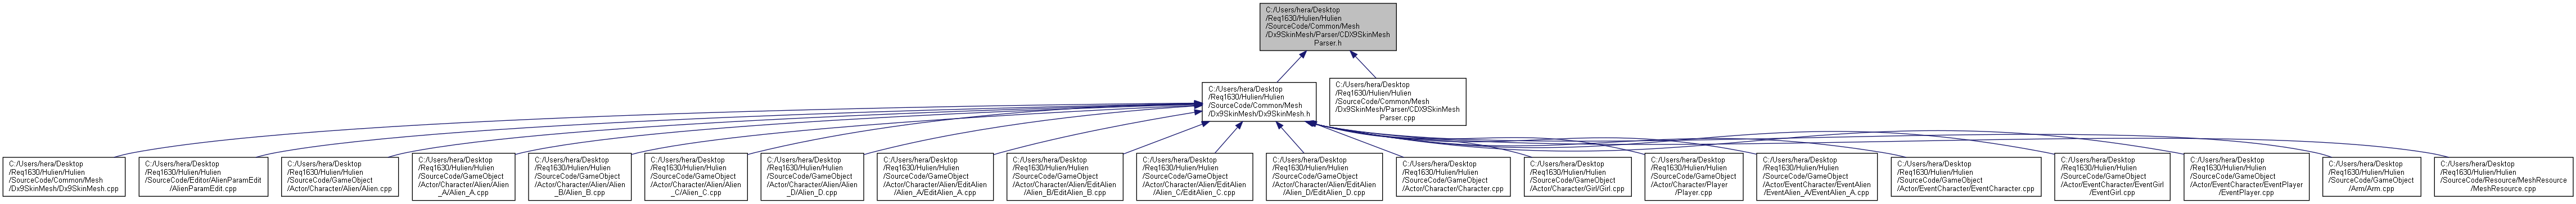 C:/Users/hera/Desktop
/Req1630/Hulien/Hulien
/SourceCode/Common/Mesh
/Dx9SkinMesh/Parser/CDX9SkinMesh
Parser.h
C:/Users/hera/Desktop
/Req1630/Hulien/Hulien
/SourceCode/Common/Mesh
/Dx9SkinMesh/Dx9SkinMesh.h
C:/Users/hera/Desktop
/Req1630/Hulien/Hulien
/SourceCode/Common/Mesh
/Dx9SkinMesh/Parser/CDX9SkinMesh
Parser.cpp
C:/Users/hera/Desktop
/Req1630/Hulien/Hulien
/SourceCode/Common/Mesh
/Dx9SkinMesh/Dx9SkinMesh.cpp
C:/Users/hera/Desktop
/Req1630/Hulien/Hulien
/SourceCode/Editor/AlienParamEdit
/AlienParamEdit.cpp
C:/Users/hera/Desktop
/Req1630/Hulien/Hulien
/SourceCode/GameObject
/Actor/Character/Alien/Alien.cpp
C:/Users/hera/Desktop
/Req1630/Hulien/Hulien
/SourceCode/GameObject
/Actor/Character/Alien/Alien
_A/Alien_A.cpp
C:/Users/hera/Desktop
/Req1630/Hulien/Hulien
/SourceCode/GameObject
/Actor/Character/Alien/Alien
_B/Alien_B.cpp
C:/Users/hera/Desktop
/Req1630/Hulien/Hulien
/SourceCode/GameObject
/Actor/Character/Alien/Alien
_C/Alien_C.cpp
C:/Users/hera/Desktop
/Req1630/Hulien/Hulien
/SourceCode/GameObject
/Actor/Character/Alien/Alien
_D/Alien_D.cpp
C:/Users/hera/Desktop
/Req1630/Hulien/Hulien
/SourceCode/GameObject
/Actor/Character/Alien/EditAlien
_A/EditAlien_A.cpp
C:/Users/hera/Desktop
/Req1630/Hulien/Hulien
/SourceCode/GameObject
/Actor/Character/Alien/EditAlien
_B/EditAlien_B.cpp
C:/Users/hera/Desktop
/Req1630/Hulien/Hulien
/SourceCode/GameObject
/Actor/Character/Alien/EditAlien
_C/EditAlien_C.cpp
C:/Users/hera/Desktop
/Req1630/Hulien/Hulien
/SourceCode/GameObject
/Actor/Character/Alien/EditAlien
_D/EditAlien_D.cpp
C:/Users/hera/Desktop
/Req1630/Hulien/Hulien
/SourceCode/GameObject
/Actor/Character/Character.cpp
C:/Users/hera/Desktop
/Req1630/Hulien/Hulien
/SourceCode/GameObject
/Actor/Character/Girl/Girl.cpp
C:/Users/hera/Desktop
/Req1630/Hulien/Hulien
/SourceCode/GameObject
/Actor/Character/Player
/Player.cpp
C:/Users/hera/Desktop
/Req1630/Hulien/Hulien
/SourceCode/GameObject
/Actor/EventCharacter/EventAlien
/EventAlien_A/EventAlien_A.cpp
C:/Users/hera/Desktop
/Req1630/Hulien/Hulien
/SourceCode/GameObject
/Actor/EventCharacter/EventCharacter.cpp
C:/Users/hera/Desktop
/Req1630/Hulien/Hulien
/SourceCode/GameObject
/Actor/EventCharacter/EventGirl
/EventGirl.cpp
C:/Users/hera/Desktop
/Req1630/Hulien/Hulien
/SourceCode/GameObject
/Actor/EventCharacter/EventPlayer
/EventPlayer.cpp
C:/Users/hera/Desktop
/Req1630/Hulien/Hulien
/SourceCode/GameObject
/Arm/Arm.cpp
C:/Users/hera/Desktop
/Req1630/Hulien/Hulien
/SourceCode/Resource/MeshResource
/MeshResource.cpp